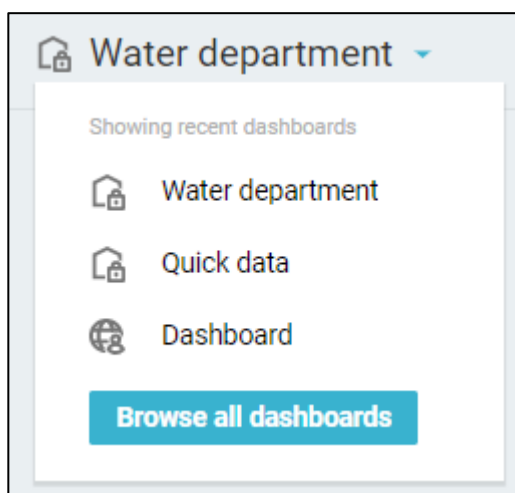 Water department
Showing recent dashboards
Water department
Quick data
Dashboard
Browse all dashboards